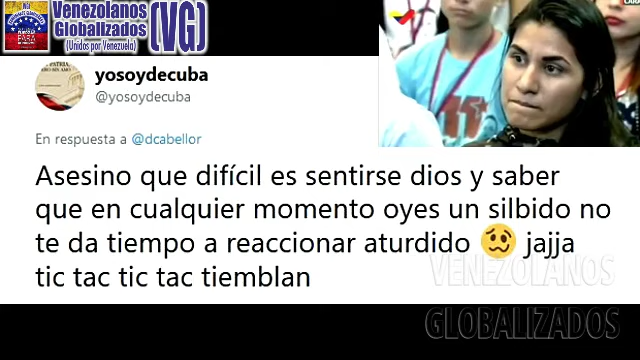 Venezolanos
Globalizados
(Unidos por Venezuela)
(VG)
yosoydecuba
@yosoydecuba
En respuesta a @dcabellor
Asesino que difícil es sentirse dios y saber
que en cualquier momento oyes un silbido no
te da tiempo a reaccionar aturdido 🥴 jajja
tic tac tic tac tiemblan
VENEZOLANOS
GLOBALIZADOS